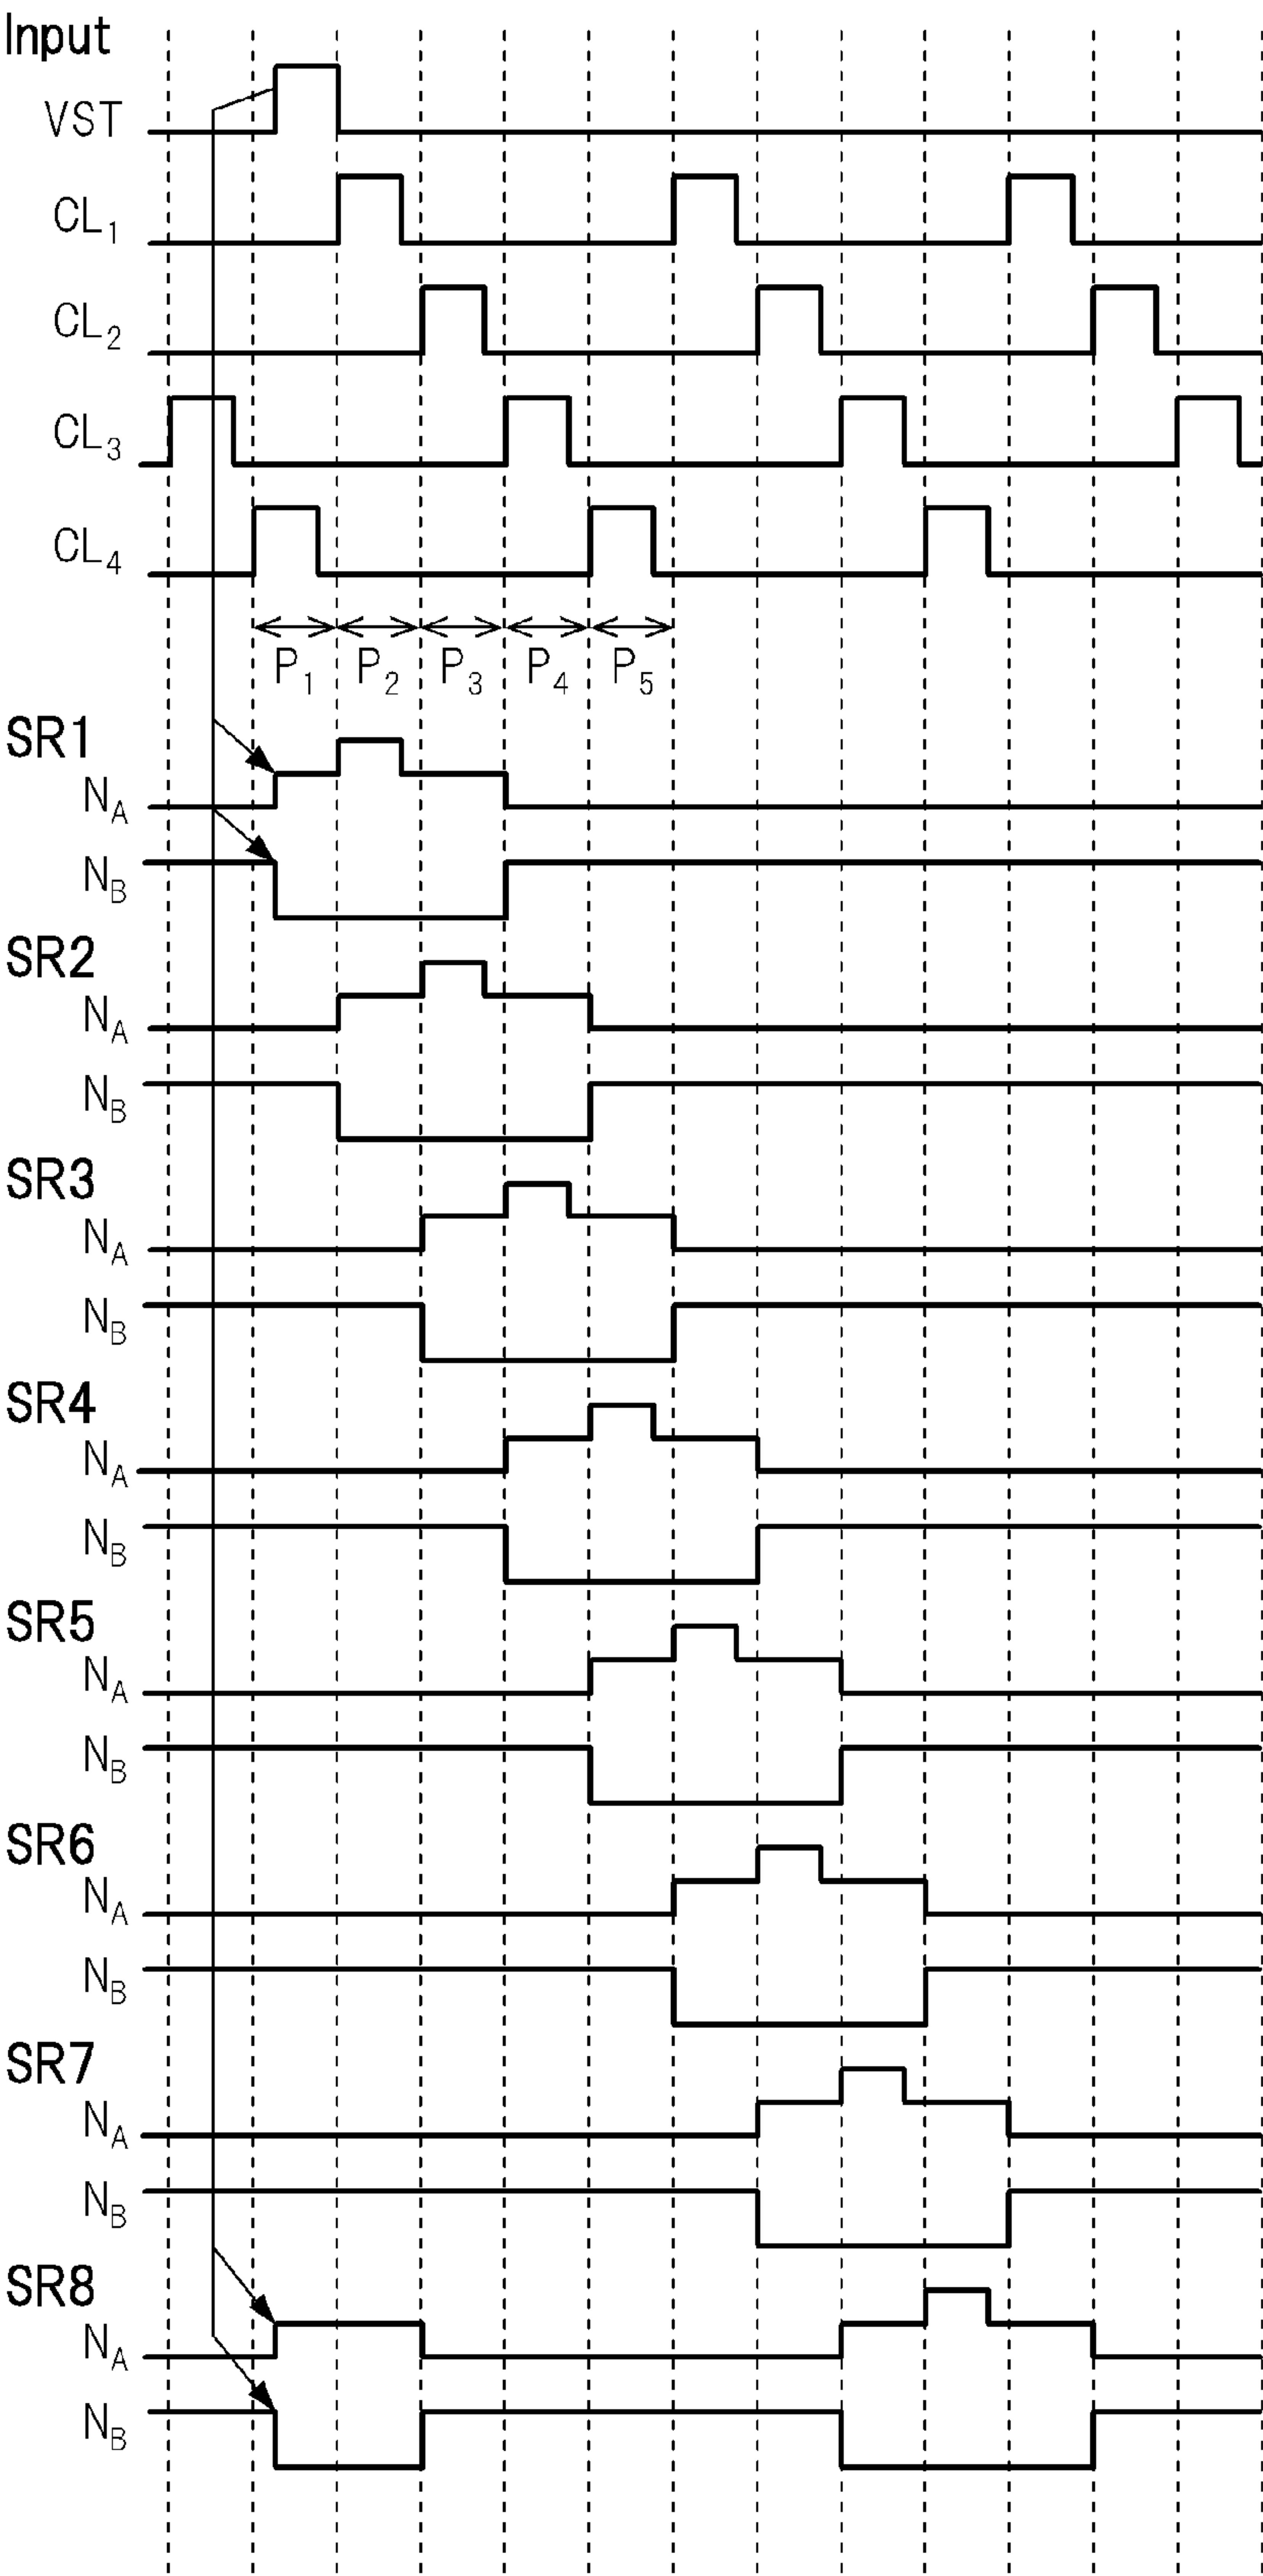 Input
VST
CL1
CL2
CL3
CL4
P1 P2 P3 P4 P5
SR1
NA
NB
SR2
NA
NB
SR3
NA
NB
SR4
NA
NB
SR5
NA
NB
SR6
NA
NB
SR7
NA
NB
SR8
NA
NB